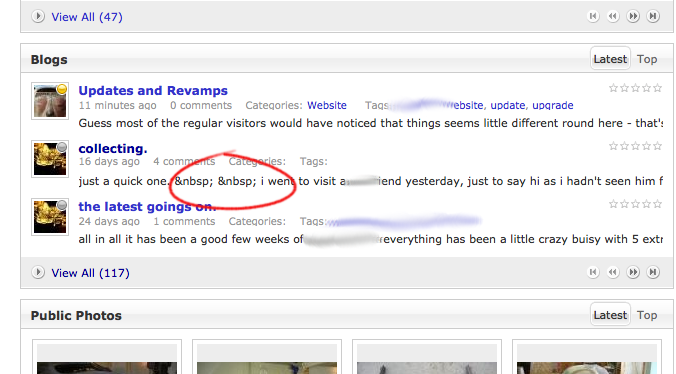 View All (47)
Blogs
Latest Top
Updates and Revamps
11 minutes ago 0 comments Categories: Website Tags: website, update, upgrade
Guess most of the regular visitors would have noticed that things seems little different round here - that's
collecting.
16 days ago 4 comments Categories: Tags:
just a quick one. &nbsp; &nbsp; i went to visit a friend yesterday, just to say hi as i hadn't seen him f
the latest goings on.
24 days ago 1 comments Categories: Tags:
all in all it has been a good few weeks of everything has been a little crazy buisy with 5 extr
View All (117)
Public Photos
Latest Top